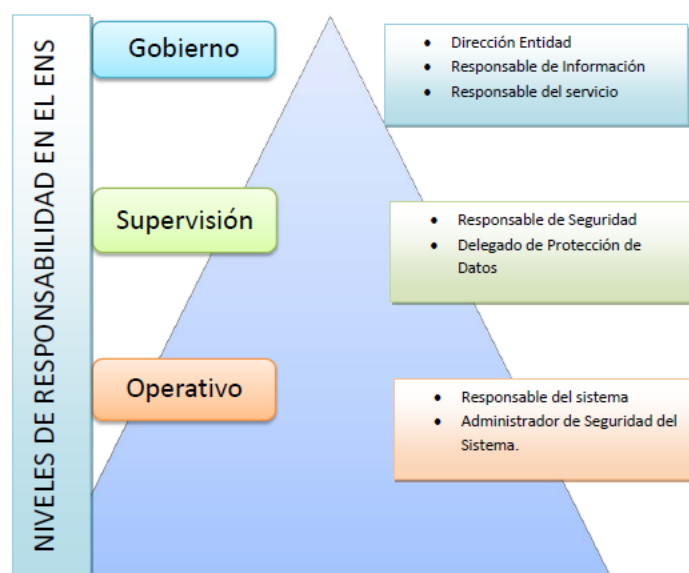 NIVELES DE RESPONSABILIDAD EN EL ENS
Gobierno
• Dirección Entidad
• Responsable de Información
• Responsable del servicio
Supervisión
• Responsable de Seguridad
• Delegado de Protección de
Datos
Operativo
• Responsable del sistema
• Administrador de Seguridad del
Sistema.